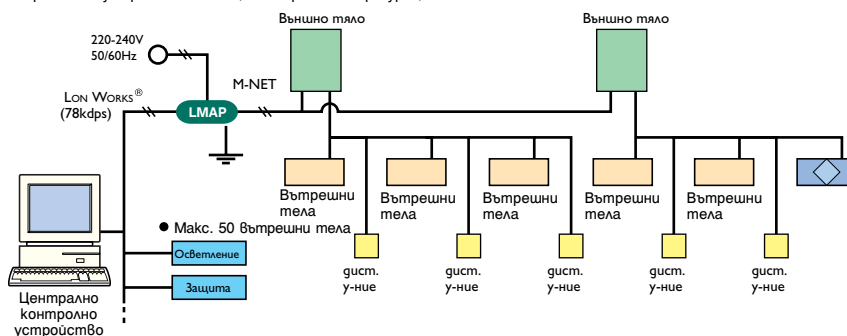 Външно тяло
Външно тяло
220-240V
50/60Hz
M-NET
LON WORKS®
(78kdps)
LMAP
Вътрешни
тела
Вътрешни
тела
Вътрешни
тела
Вътрешни
тела
Вътрешни
тела
● Макс. 50 вътрешни тела
Осветление
Защита
дист.
у-ние
дист.
у-ние
дист.
у-ние
дист.
у-ние
дист.
у-ние
Централно
контролно
устройство